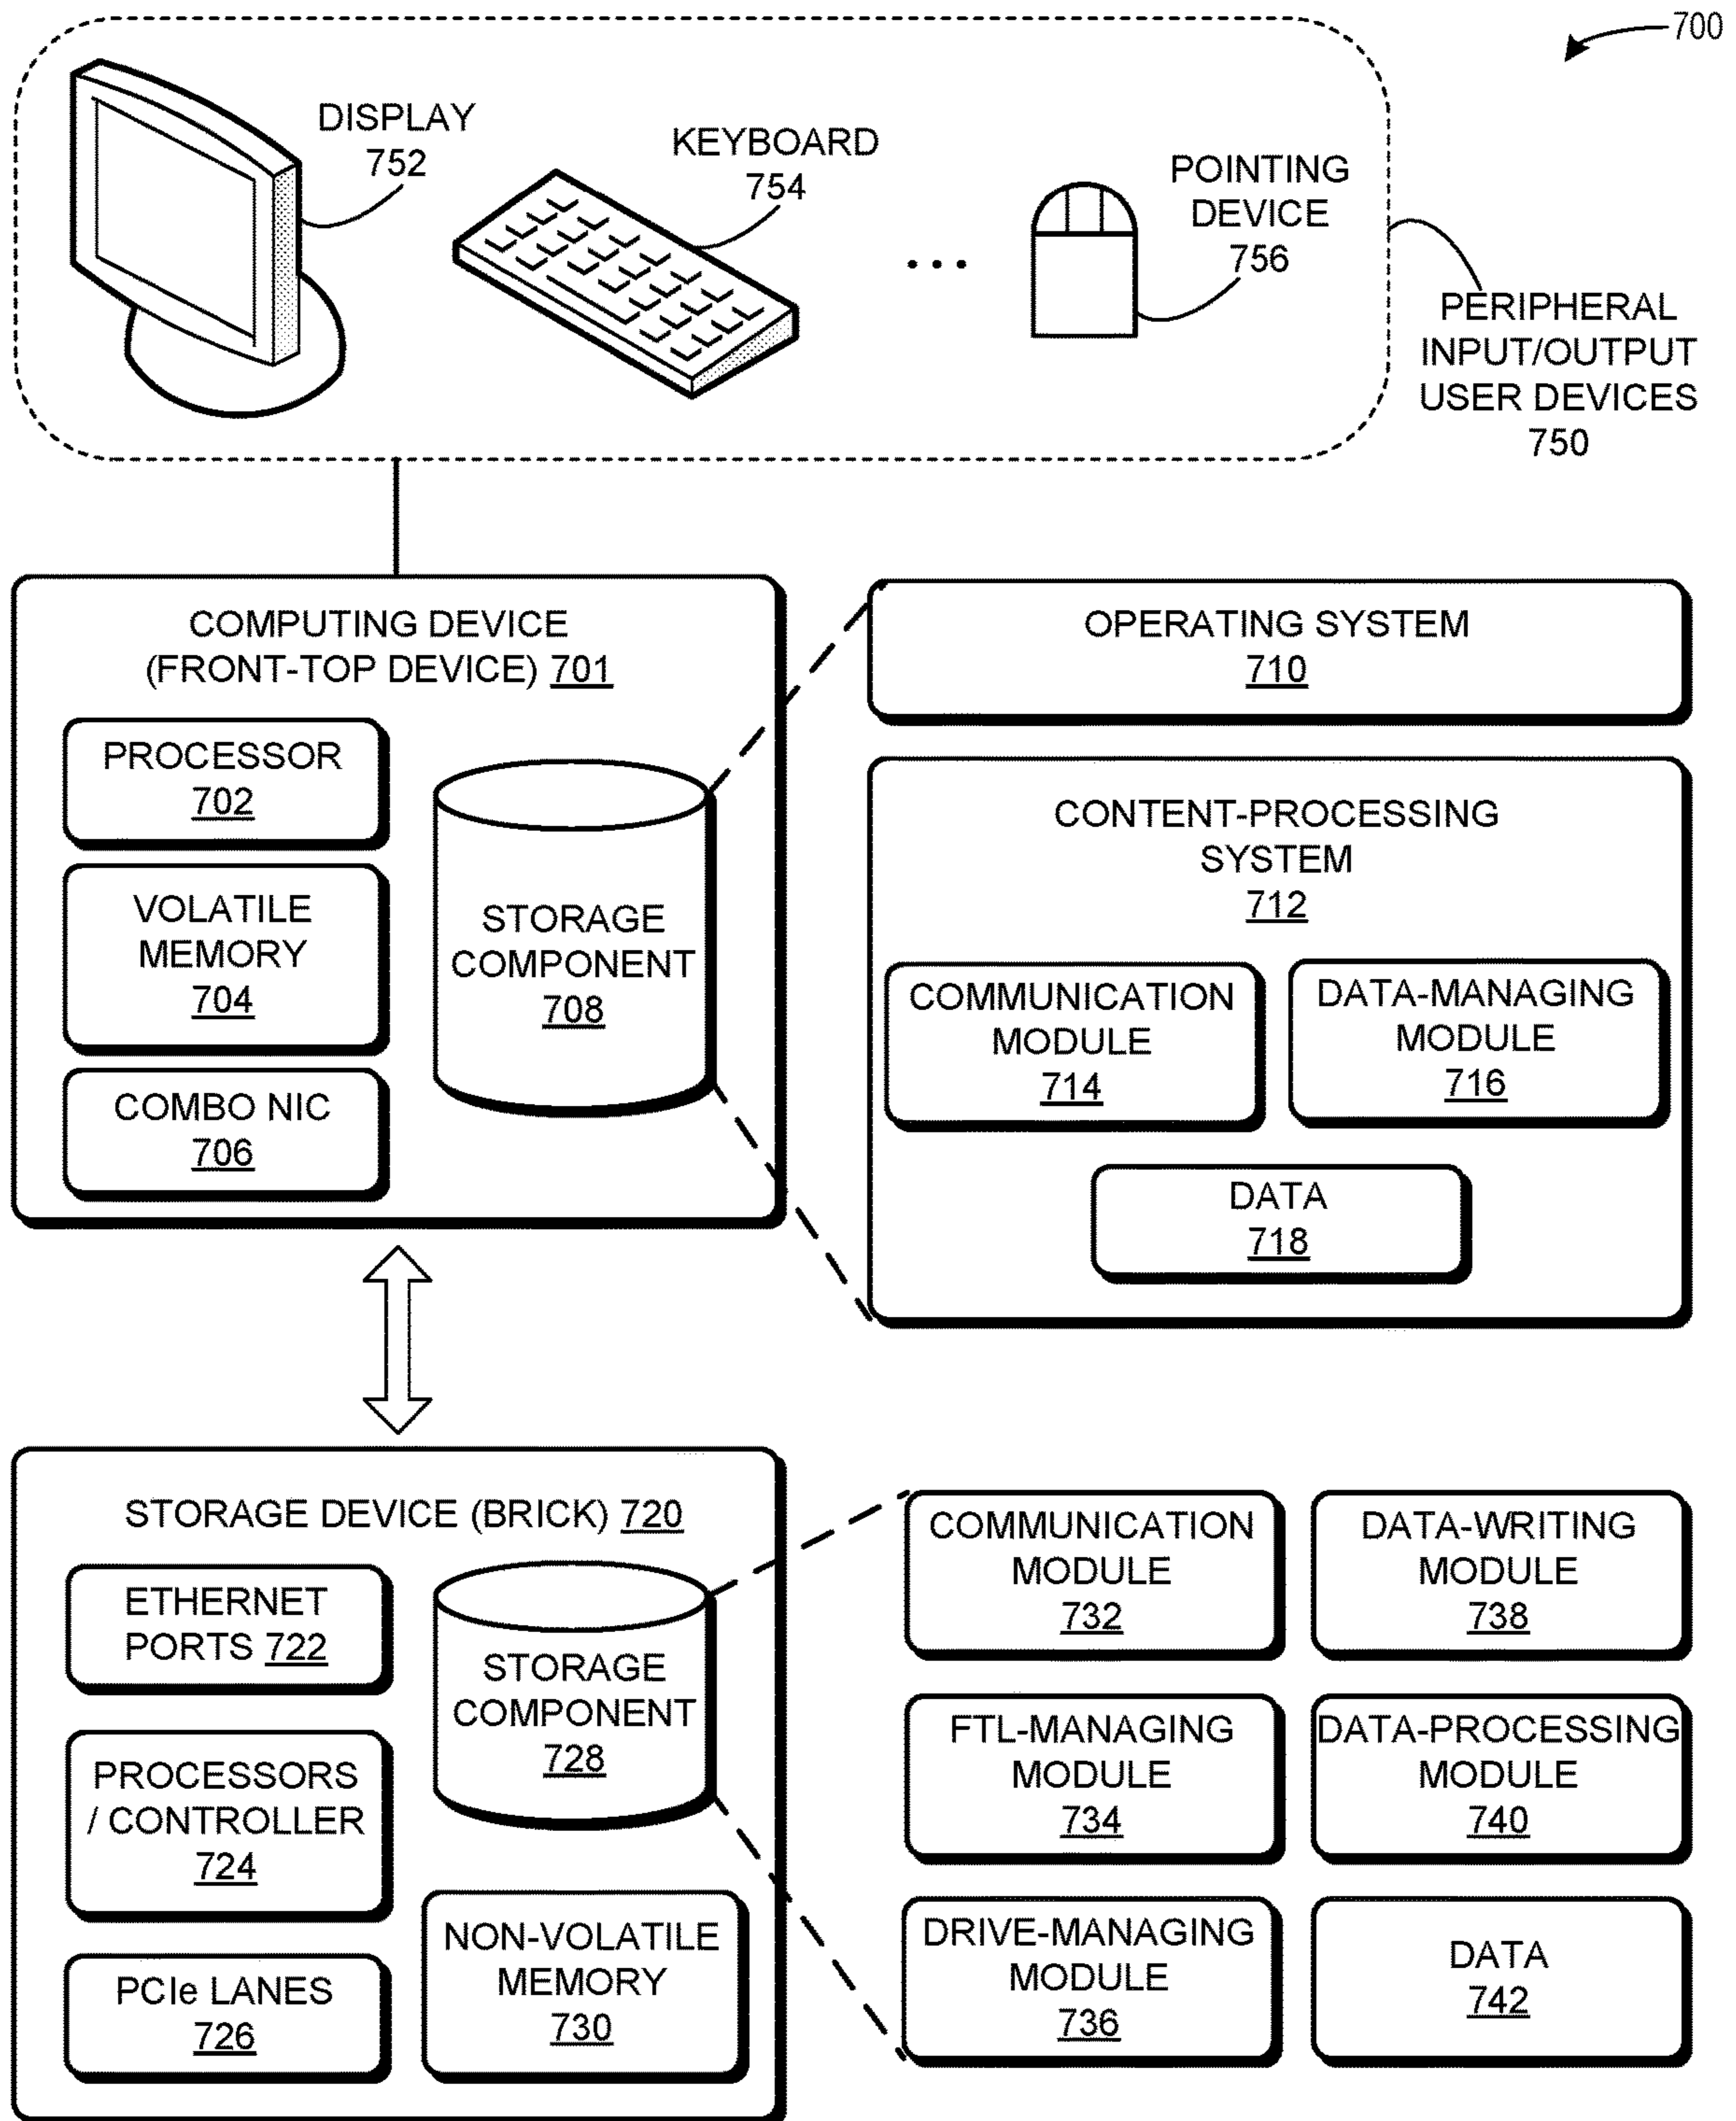 700
DISPLAY
752
KEYBOARD
754
POINTING
DEVICE
756
PERIPHERAL
INPUT/OUTPUT
USER DEVICES
750
COMPUTING DEVICE
(FRONT-TOP DEVICE) 701
PROCESSOR
702
VOLATILE
MEMORY
704
COMBO NIC
706
STORAGE
COMPONENT
708
OPERATING SYSTEM
710
CONTENT-PROCESSING
SYSTEM
712
COMMUNICATION
MODULE
714
DATA-MANAGING
MODULE
716
DATA
718
STORAGE DEVICE (BRICK) 720
ETHERNET
PORTS 722
PROCESSORS
/ CONTROLLER
724
PCIe LANES
726
STORAGE
COMPONENT
728
NON-VOLATILE
MEMORY
730
COMMUNICATION
MODULE
732
DATA-WRITING
MODULE
738
FTL-MANAGING
MODULE
734
DATA-PROCESSING
MODULE
740
DRIVE-MANAGING
MODULE
736
DATA
742